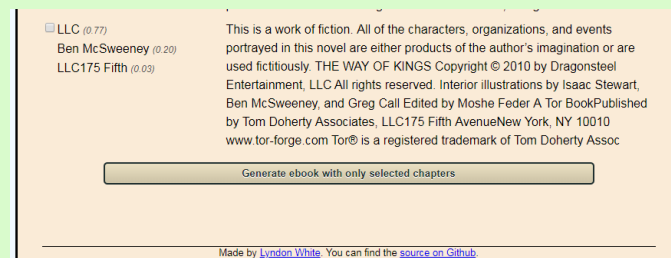 LLC (0.77)
Ben McSweeney (0.20)
LLC175 Fifth (0.03)
This is a work of fiction. All of the characters, organizations, and events
portrayed in this novel are either products of the author's imagination or are
used fictitiously. THE WAY OF KINGS Copyright © 2010 by Dragonsteel
Entertainment, LLC All rights reserved. Interior illustrations by Isaac Stewart,
Ben McSweeney, and Greg Call Edited by Moshe Feder A Tor BookPublished
by Tom Doherty Associates, LLC175 Fifth AvenueNew York, NY 10010
www.tor-forge.com Tor® is a registered trademark of Tom Doherty Assoc
Generate ebook with only selected chapters
Made by Lyndon White. You can find the source on Github.